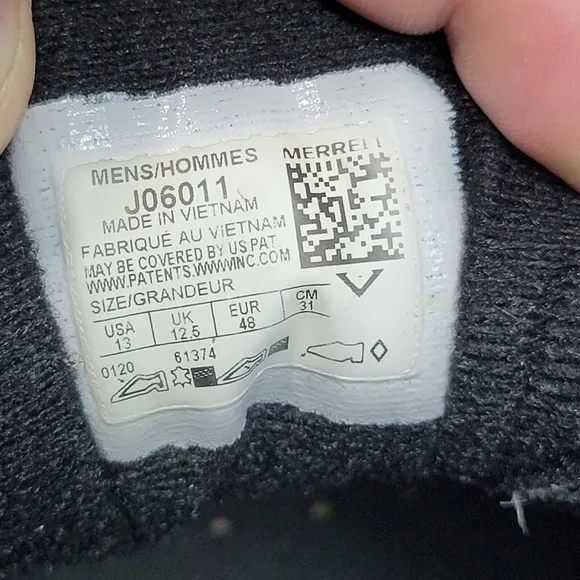 MENS/HOMMES
J06011
MADE IN VIETNAM
FABRIQUÉ AU VIETNAM
MAY BE COVERED BY US PAT.
WWW.PATENTS.WWWINC.COM
SIZE/GRANDEUR
MERRELL
USA UK EUR CM
13 12.5 48 31
0120 61374